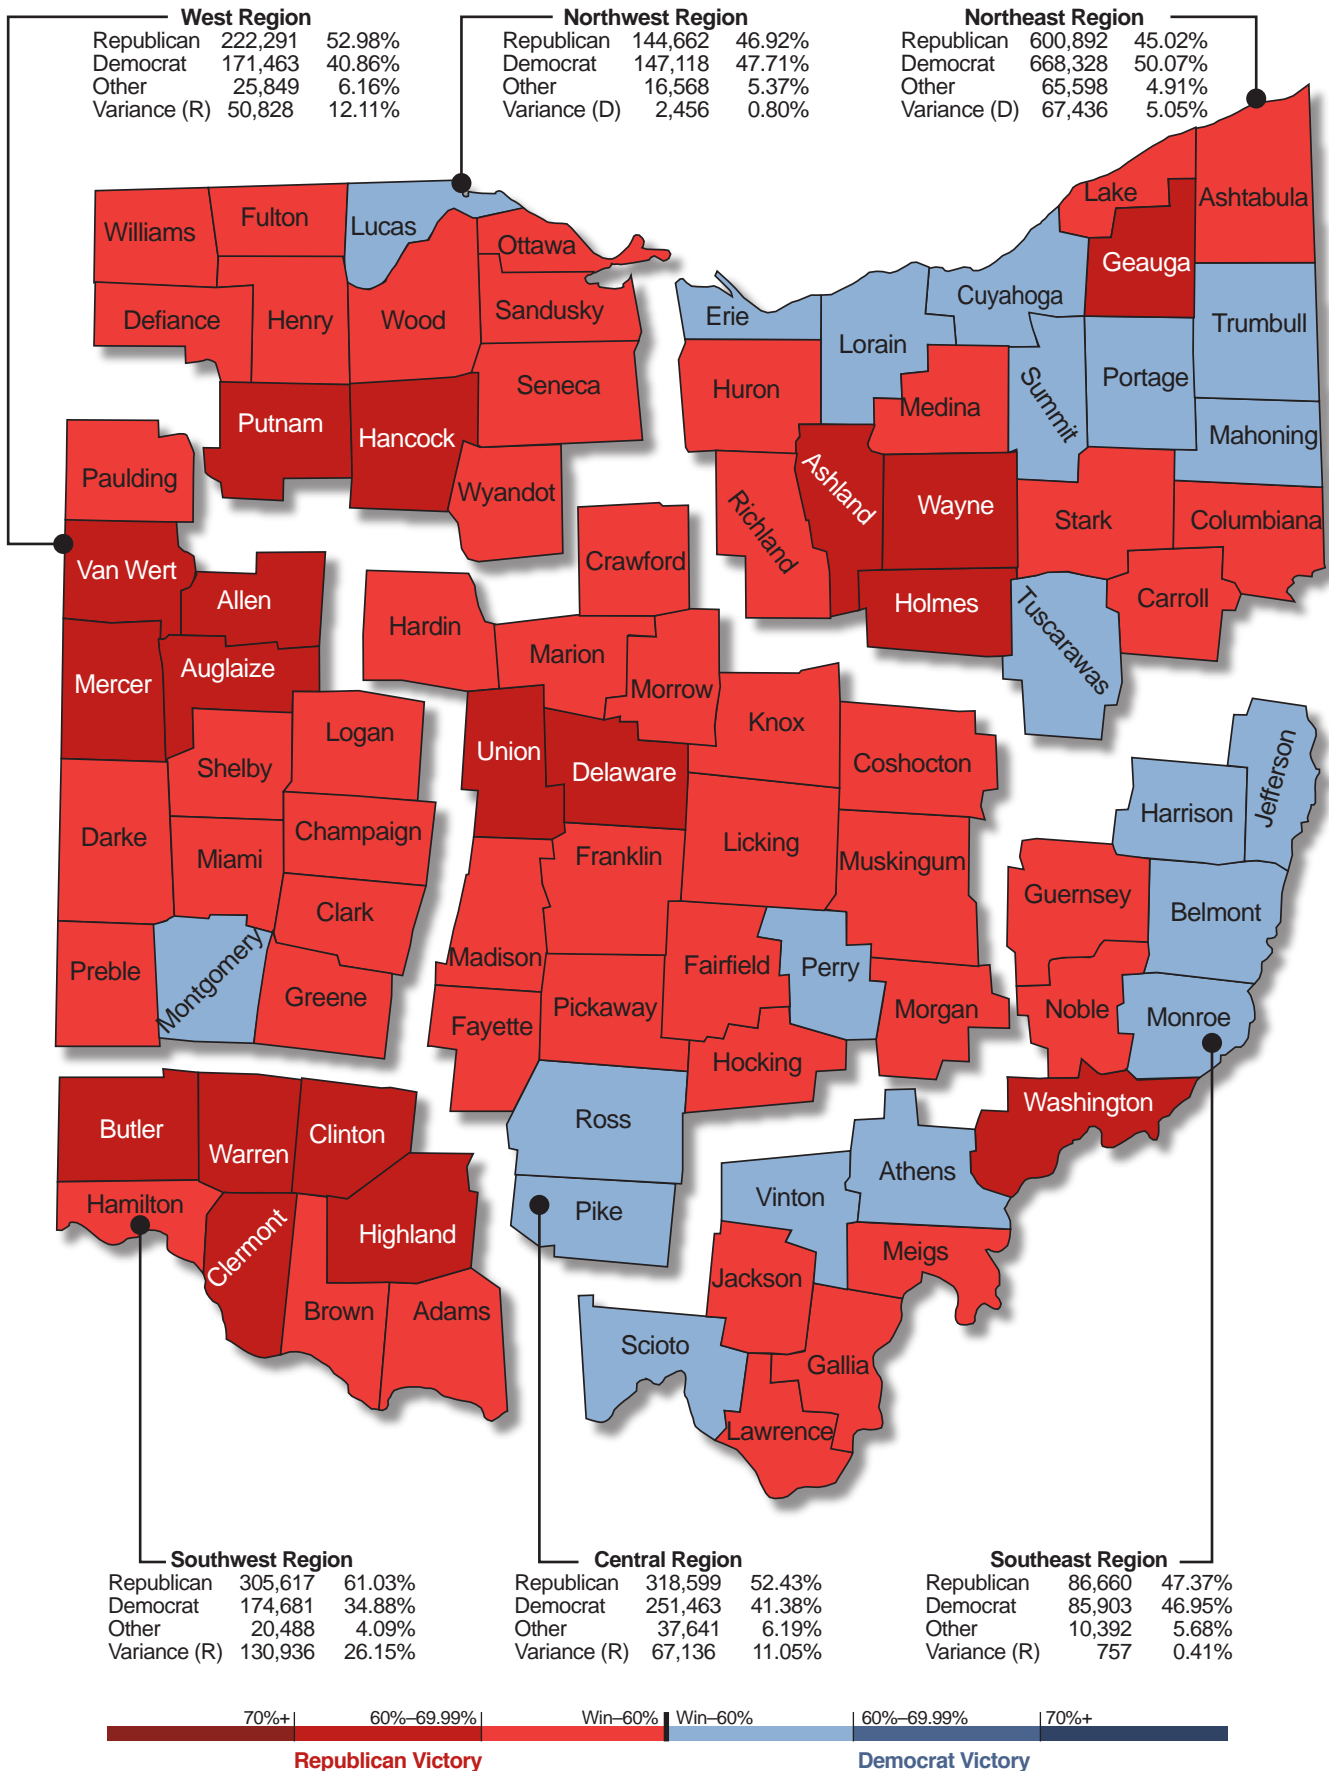 West Region
Republican 222,291 52.98%
Democrat 171,463 40.86%
Other 25,849 6.16%
Variance (R) 50,828 12.11%
Northwest Region
Republican 144,662 46.92%
Democrat 147,118 47.71%
Other 16,568 5.37%
Variance (D) 2,456 0.80%
Northeast Region
Republican 600,892 45.02%
Democrat 668,328 50.07%
Other 65,598 4.91%
Variance (D) 67,436 5.05%
Williams
Fulton
Lucas
Ottawa
Defiance
Henry
Wood
Sandusky
Seneca
Putnam
Hancock
Wyandot
Lake
Ashtabula
Geauga
Cuyahoga
Erie
Lorain
Trumbull
Huron
Medina
Summit
Portage
Mahoning
Richland
Ashland
Wayne
Stark
Columbiana
Holmes
Tuscarawas
Carroll
Paulding
Van Wert
Allen
Mercer
Auglaize
Logan
Shelby
Darke
Miami
Champaign
Clark
Preble
Montgomery
Greene
Crawford
Hardin
Marion
Morrow
Union
Delaware
Knox
Coshocton
Franklin
Licking
Muskingum
Madison
Fairfield
Perry
Fayette
Pickaway
Morgan
Hocking
Ross
Pike
Jefferson
Harrison
Guernsey
Belmont
Noble
Monroe
Washington
Athens
Vinton
Meigs
Jackson
Scioto
Gallia
Lawrence
Butler
Warren
Clinton
Hamilton
Clermont
Highland
Brown
Adams
Southwest Region
Republican 305,617 61.03%
Democrat 174,681 34.88%
Other 20,488 4.09%
Variance (R) 130,936 26.15%
Central Region
Republican 318,599 52.43%
Democrat 251,463 41.38%
Other 37,641 6.19%
Variance (R) 67,136 11.05%
Southeast Region
Republican 86,660 47.37%
Democrat 85,903 46.95%
Other 10,392 5.68%
Variance (R) 757 0.41%
70%+ 60%–69.99% Win–60% Win–60% 60%–69.99% 70%+
Republican Victory Democrat Victory